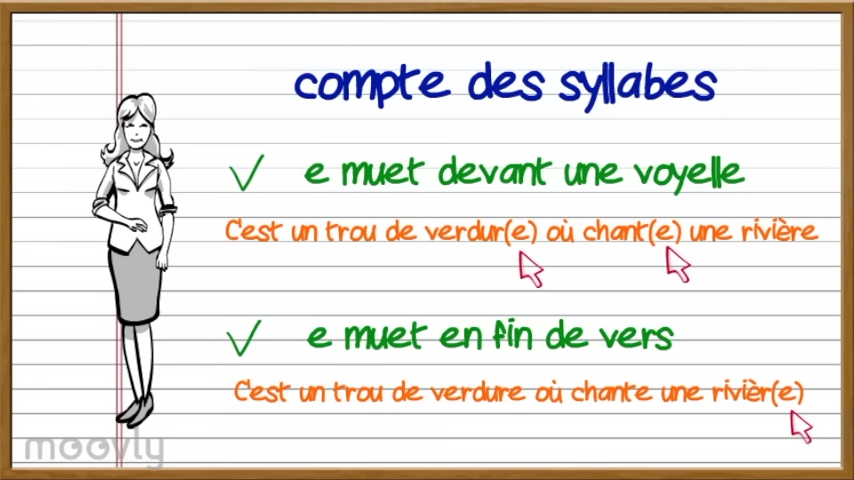 compte des syllabes
e muet devant une voyelle
C'est un trou de verdur(e) où chant(e) une rivière
e muet en fin de vers
C'est un trou de verdure où chante une rivièr(e)
moovly